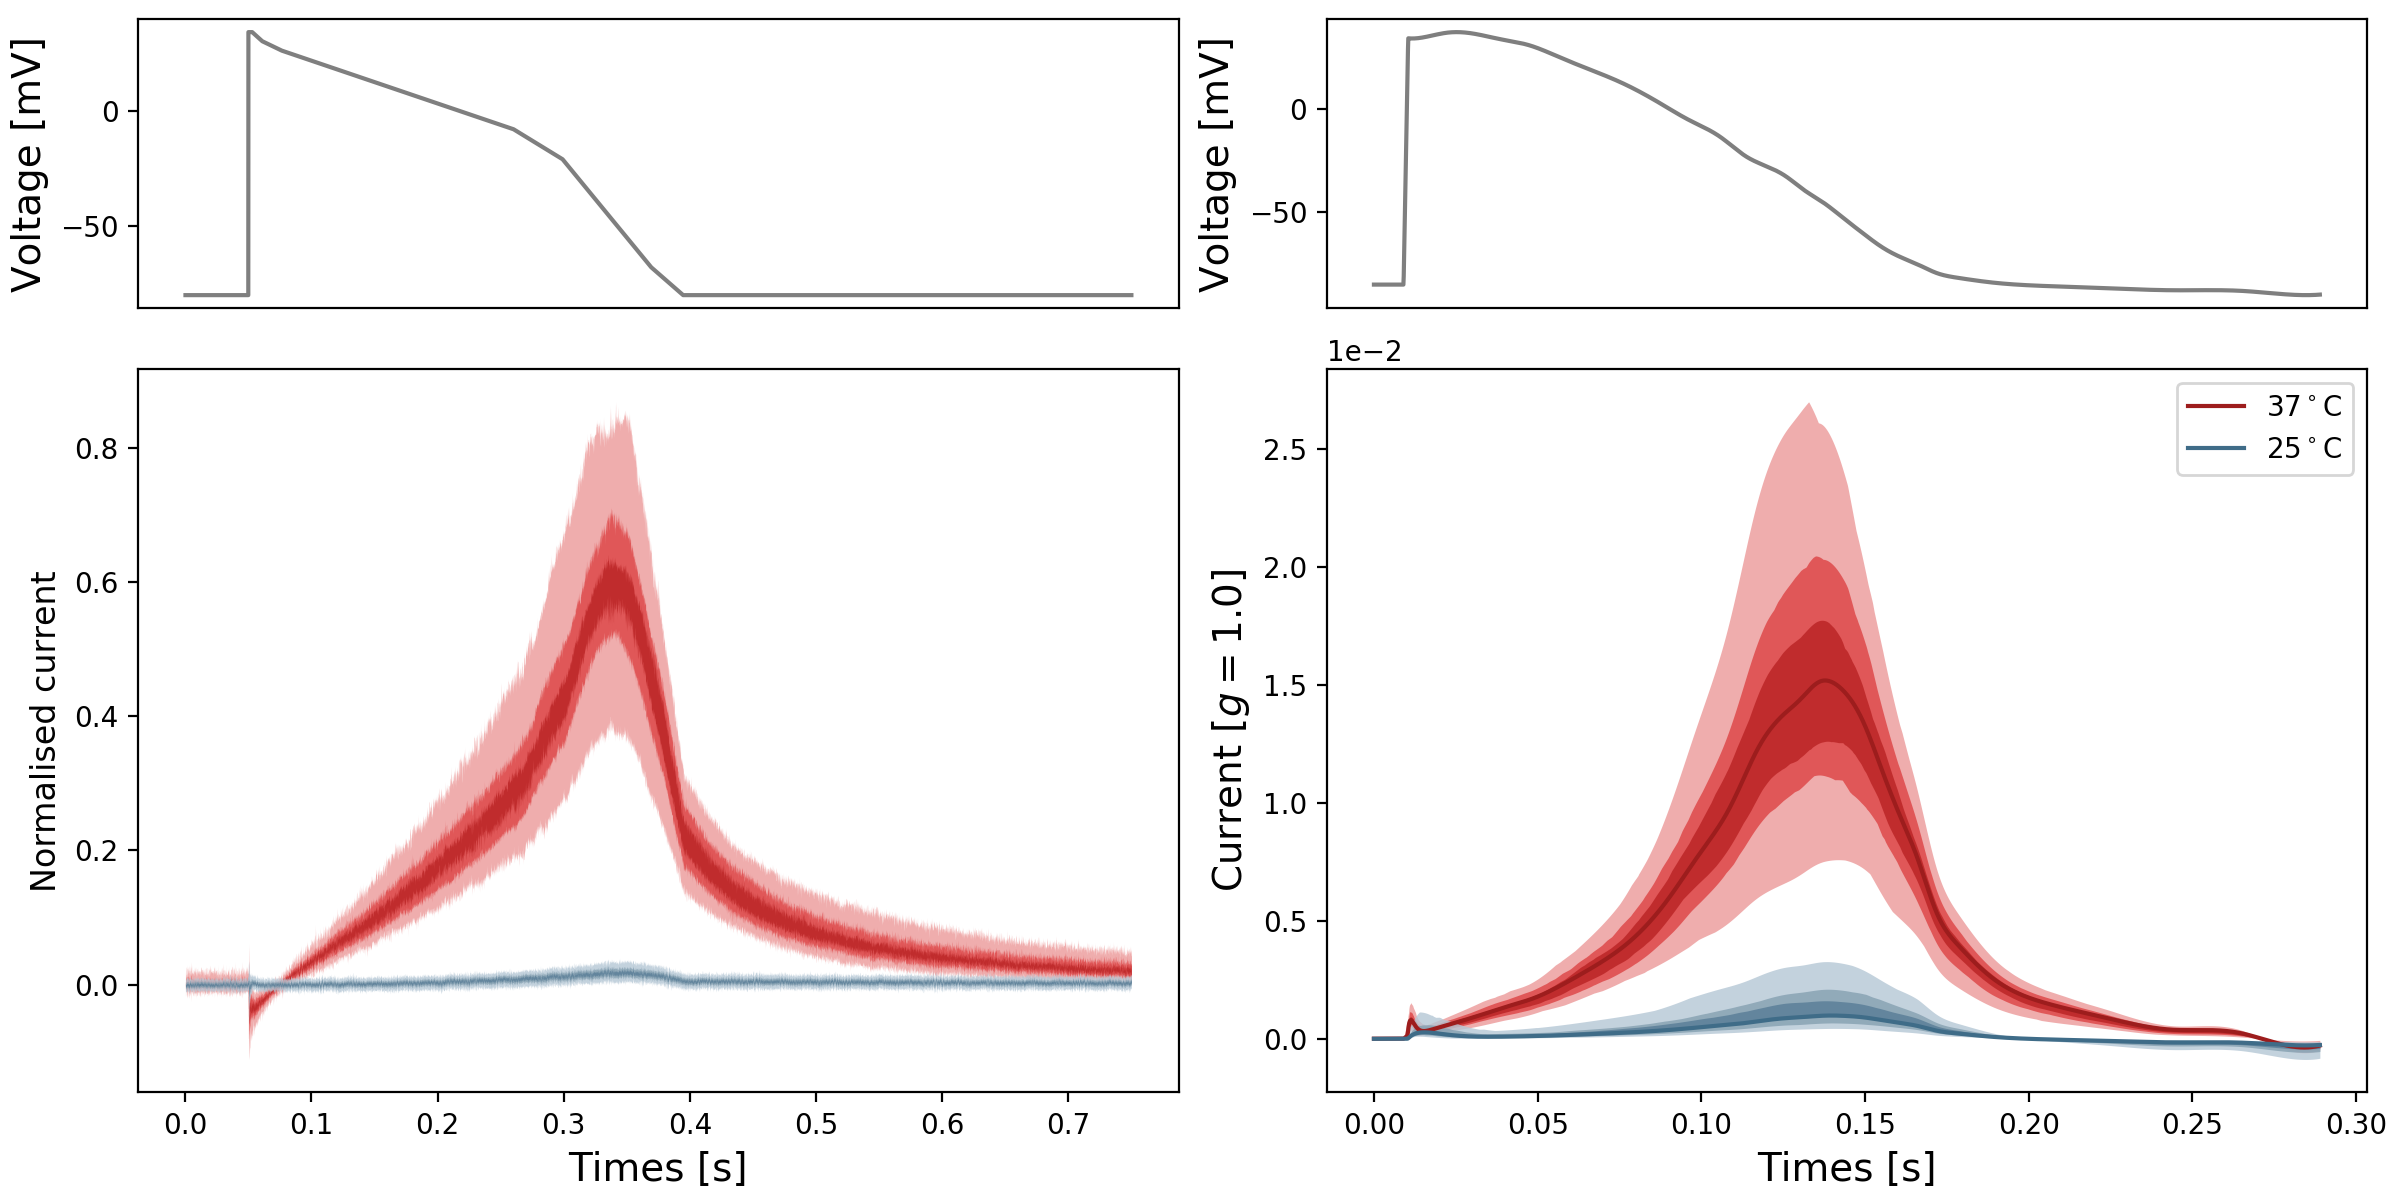 Voltage [mV]
0
−50
Voltage [mV]
0
−50
Normalised current
0.8
0.6
0.4
0.2
0.0
0.0 0.1 0.2 0.3 0.4 0.5 0.6 0.7
Times [s]
1e−2
Current [g = 1.0]
2.5
2.0
1.5
1.0
0.5
0.0
37°C
25°C
0.00 0.05 0.10 0.15 0.20 0.25 0.30
Times [s]